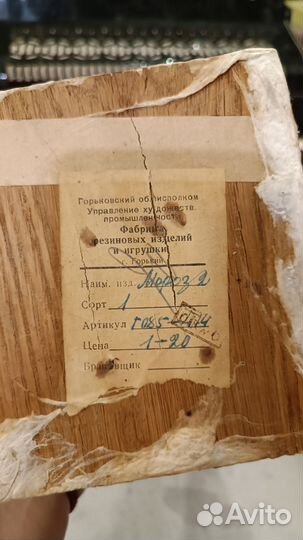 Горьковский облисполком
Управление художеств.
промышленности
Фабрика
резиновых изделий
и игрушки
г. Горький
Наим. изд. Мороз 2
Сорт 1
Артикул
Цена 1-20
Браковщик
Avito